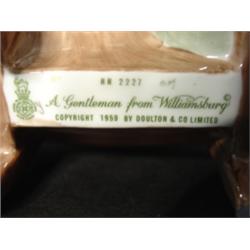 HN 2227
A Gentleman from Williamsburg ©
COPYRIGHT 1959 BY DOULTON & CO LIMITED